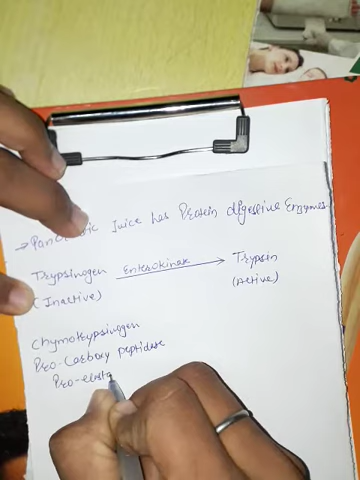 → Pancreatic Juice has Protein digestive Enzymes
Trypsinogen Enterokinase → Trypsin
(Inactive) (Active)
Chymotrypsinogen
Pro-Carboxy peptidase
Pro-elasta